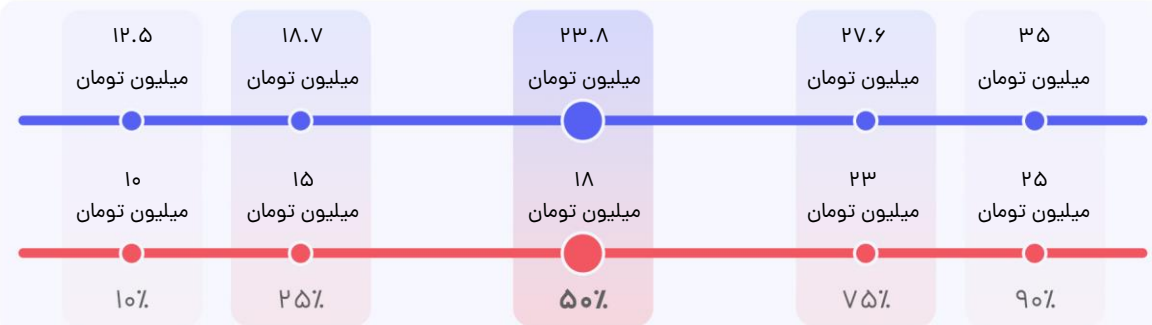 ۱۲.۵ ۱۸.۷ ۲۳.۸ ۲۷.۶ ۳۵
میلیون تومان میلیون تومان میلیون تومان میلیون تومان میلیون تومان
۱۰ ۱۵ ۱۸ ۲۳ ۲۵
میلیون تومان میلیون تومان میلیون تومان میلیون تومان میلیون تومان
۱۰٪ ۲۵٪ ۵۰٪ ۷۵٪ ۹۰٪